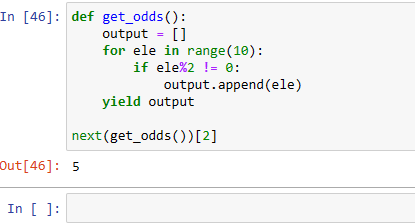 In [46]: def get_odds():
    output = []
    for ele in range(10):
        if ele%2 != 0:
            output.append(ele)
    yield output
next(get_odds())[2]
Out[46]: 5
In [ ]: